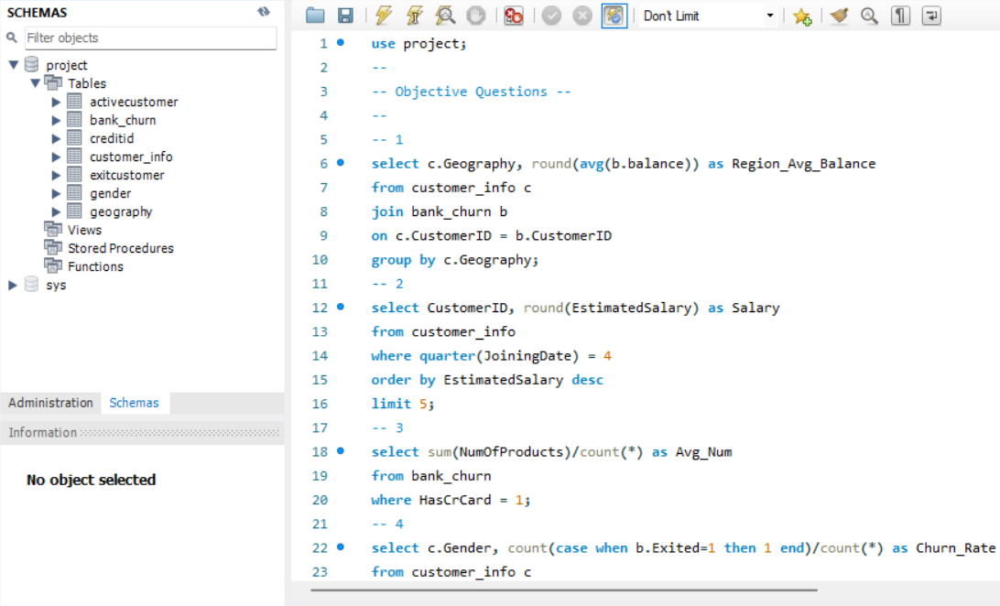 SCHEMAS
Filter objects
project
Tables
activecustomer
bank_churn
creditid
customer_info
exitcustomer
gender
geography
Views
Stored Procedures
Functions
sys
Administration Schemas
Information
No object selected
Don't Limit
1 use project;
2 --
3 -- Objective Questions --
4 --
5 -- 1
6 select c.Geography, round(avg(b.balance)) as Region_Avg_Balance
7 from customer_info c
8 join bank_churn b
9 on c.CustomerID = b.CustomerID
10 group by c.Geography;
11 -- 2
12 select CustomerID, round(EstimatedSalary) as Salary
13 from customer_info
14 where quarter(JoiningDate) = 4
15 order by EstimatedSalary desc
16 limit 5;
17 -- 3
18 select sum(NumOfProducts)/count(*) as Avg_Num
19 from bank_churn
20 where HasCrCard = 1;
21 -- 4
22 select c.Gender, count(case when b.Exited=1 then 1 end)/count(*) as Churn_Rate
23 from customer_info c